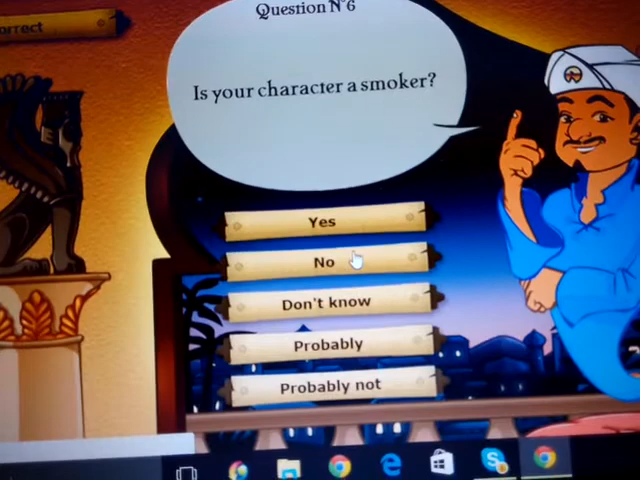 orrect
Question N°6
Is your character a smoker?
Yes
No
Don't know
Probably
Probably not